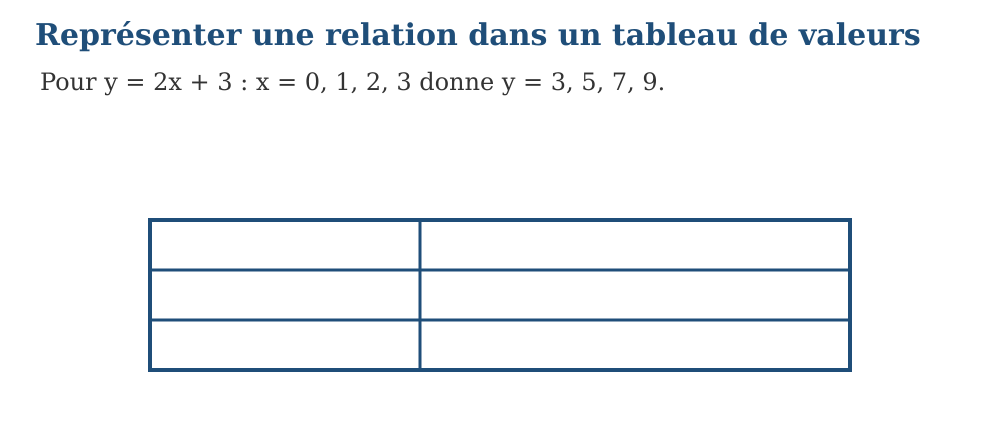 Représenter une relation dans un tableau de valeurs
Pour y = 2x + 3 : x = 0, 1, 2, 3 donne y = 3, 5, 7, 9.